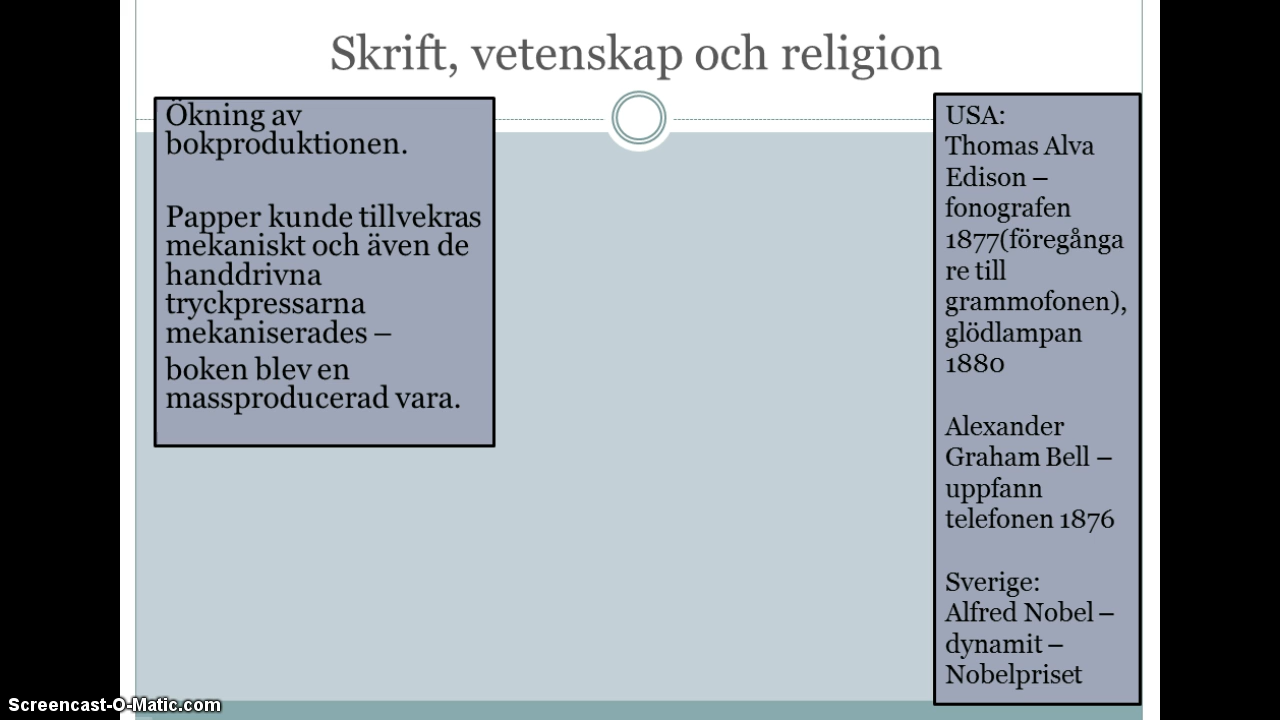 Skrift, vetenskap och religion
Ökning av
bokproduktionen.
Papper kunde tillvekras
mekaniskt och även de
handdrivna
tryckpressarna
mekaniserades –
boken blev en
massproducerad vara.
USA:
Thomas Alva
Edison –
fonografen
1877(föregånga
re till
grammofonen),
glödlampan
1880
Alexander
Graham Bell –
uppfann
telefonen 1876
Sverige:
Alfred Nobel –
dynamit –
Nobelpriset
Screencast-O-Matic.com